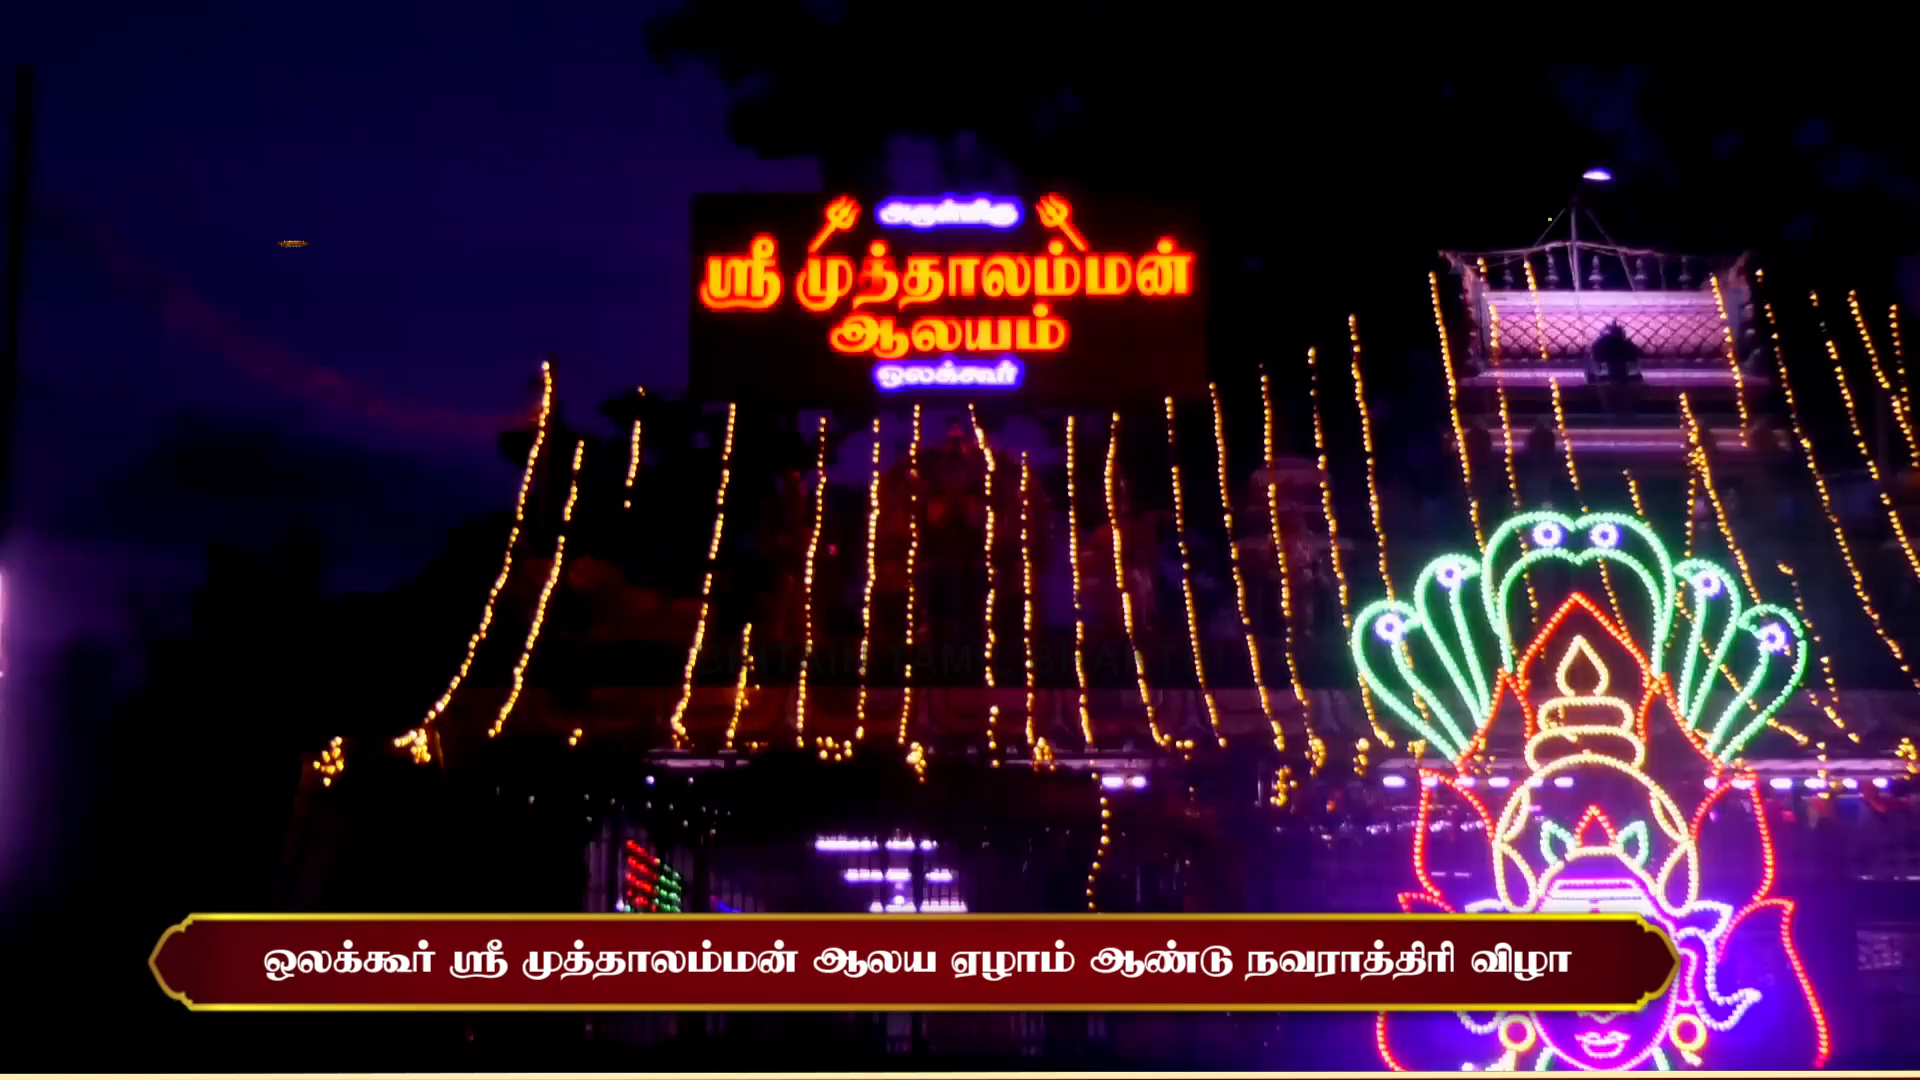 அருள்மிகு
ஸ்ரீ முத்தாலம்மன்
ஆலயம்
ஒலக்கூர்
ஒலக்கூர் ஸ்ரீ முத்தாலம்மன் ஆலய ஏழாம் ஆண்டு நவராத்திரி விழா